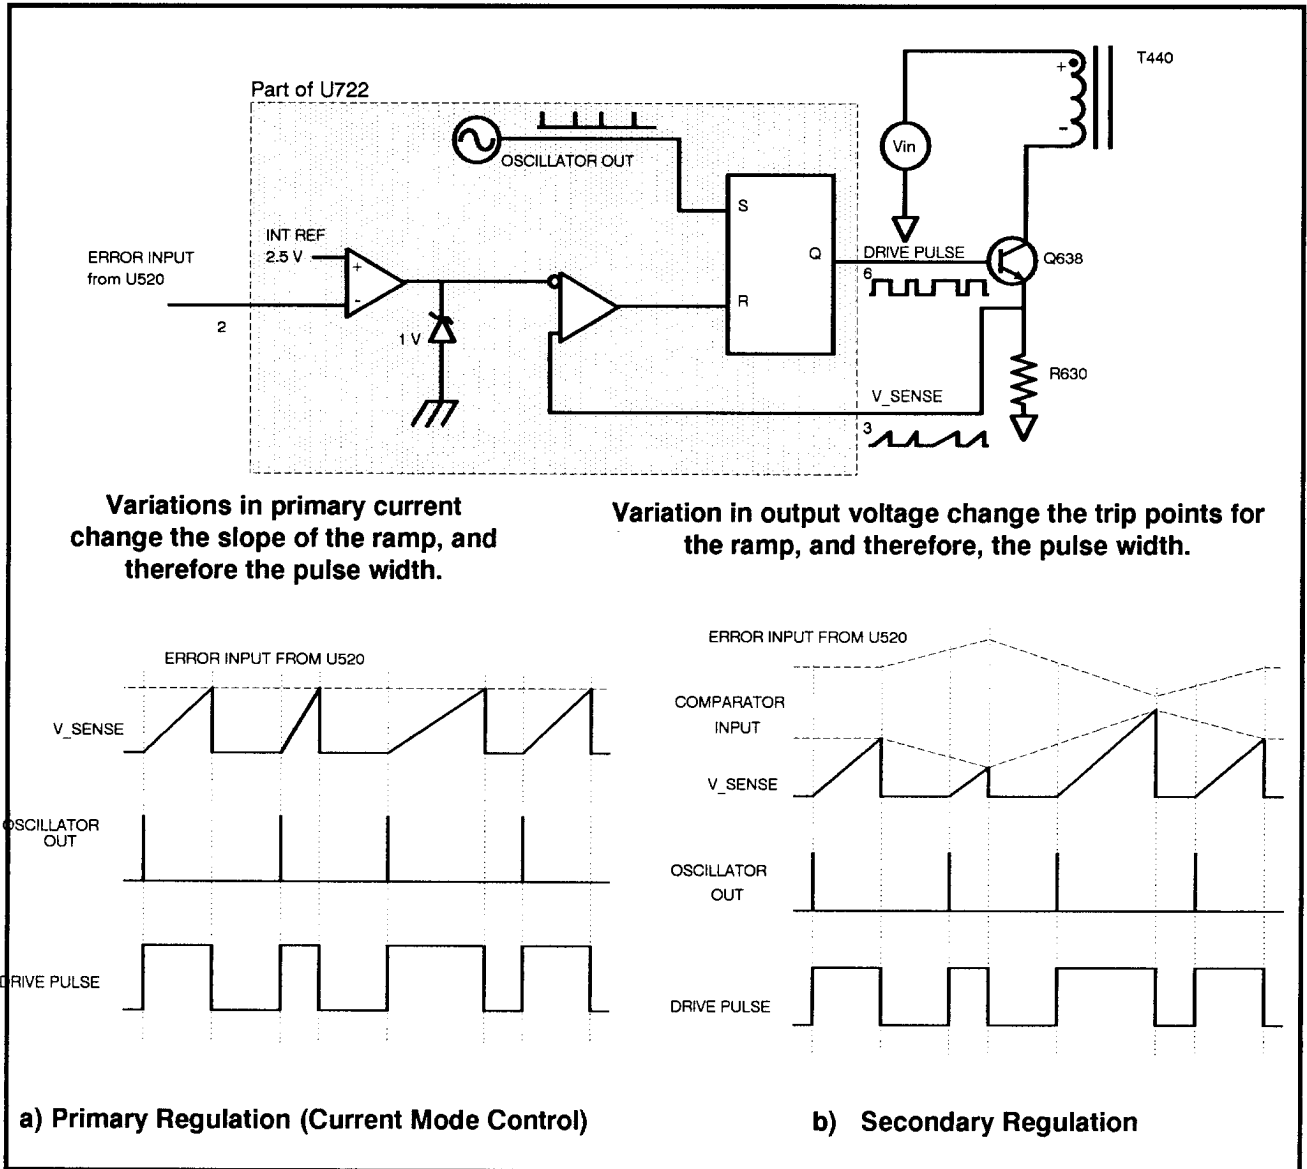 T440
Part of U722
+
Vin
-
OSCILLATOR OUT
S
INT REF
2.5 V
ERROR INPUT
from U520
+
-
Q
DRIVE PULSE
6
Q638
2
R
1 V
R630
V_SENSE
3
Variations in primary current
change the slope of the ramp, and
therefore the pulse width.
Variation in output voltage change the trip points for
the ramp, and therefore, the pulse width.
ERROR INPUT FROM U520
V_SENSE
OSCILLATOR
OUT
DRIVE PULSE
a) Primary Regulation (Current Mode Control)
ERROR INPUT FROM U520
COMPARATOR
INPUT
V_SENSE
OSCILLATOR
OUT
DRIVE PULSE
b) Secondary Regulation